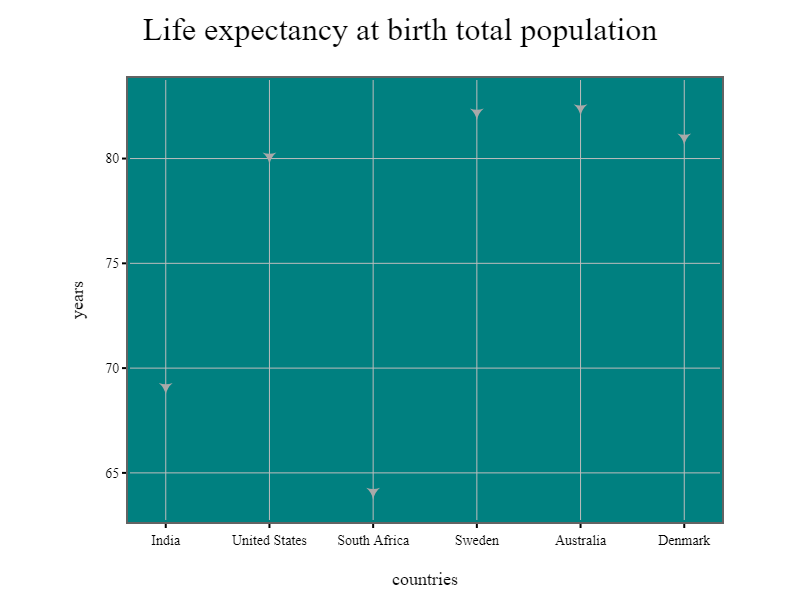 Life expectancy at birth total population
years
80
75
70
65
India
United States
South Africa
Sweden
Australia
Denmark
countries